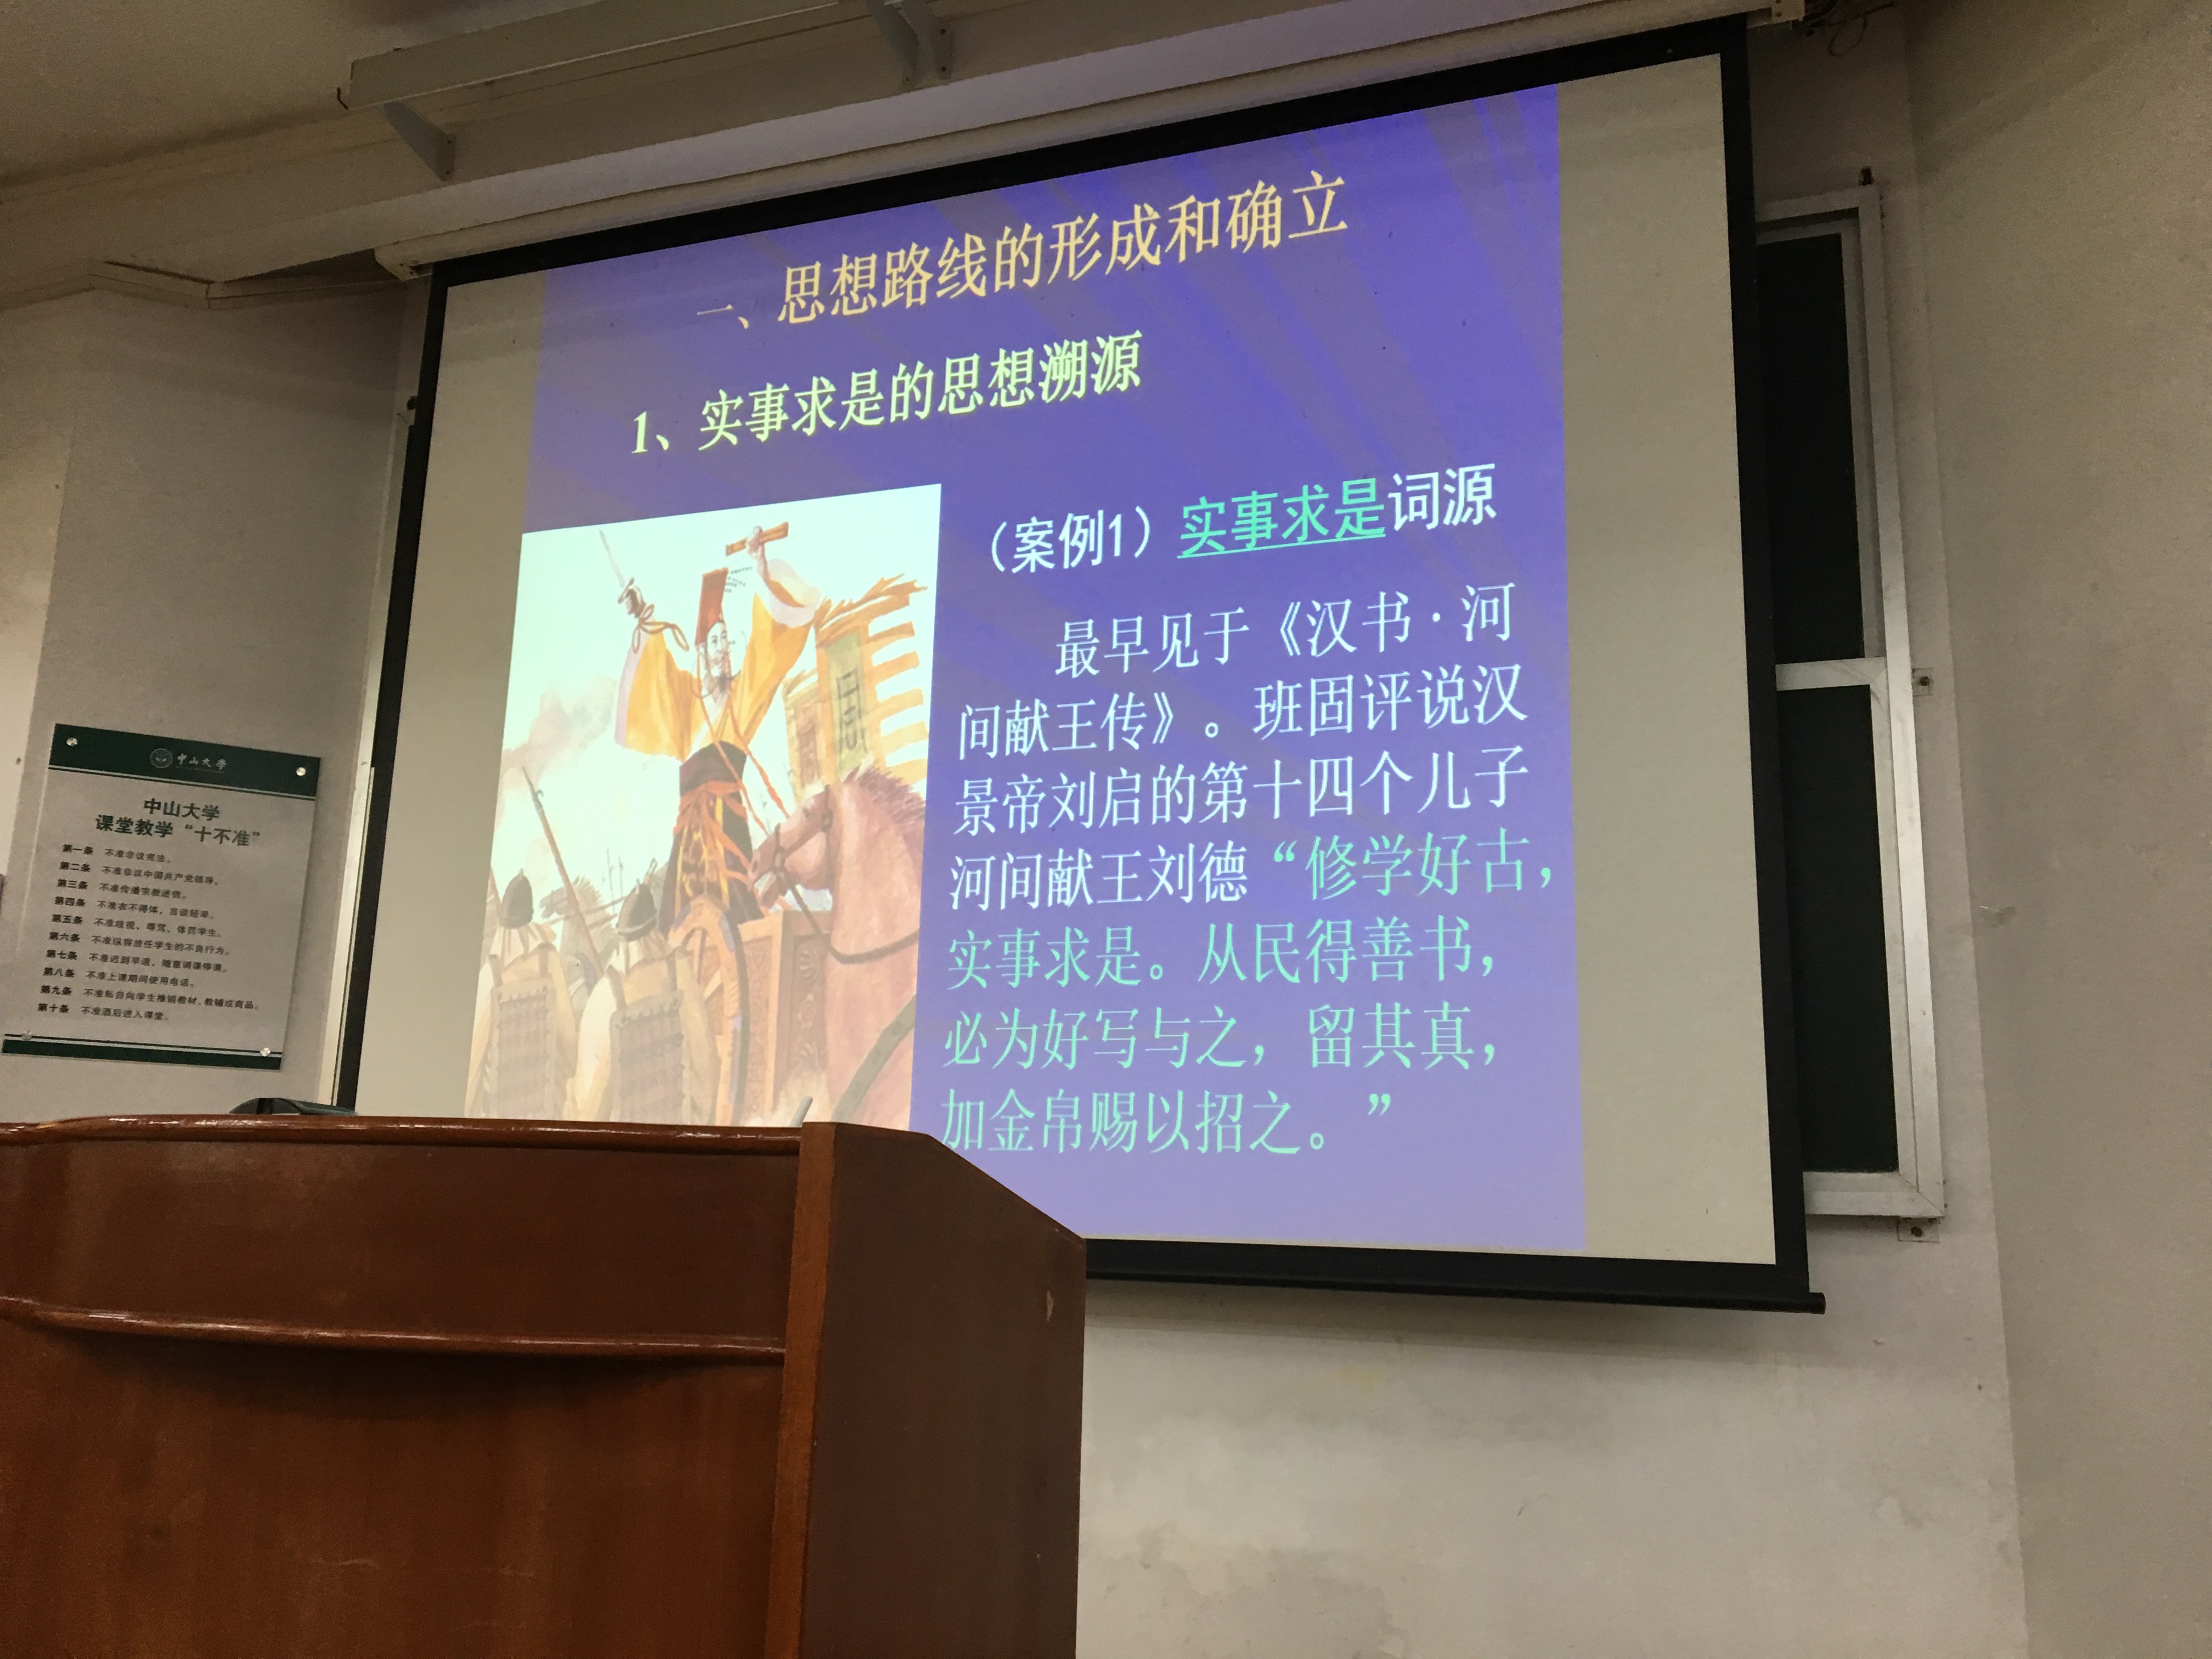 一、思想路线的形成和确立
1、实事求是的思想溯源
（案例1）实事求是词源
最早见于《汉书·河
间献王传》。班固评说汉
景帝刘启的第十四个儿子
河间献王刘德“修学好古，
实事求是。从民得善书，
必为好写与之，留其真，
加金帛赐以招之。”
中山大学
中山大学
课堂教学“十不准”
第一条 不准非议宪法。
第二条 不准非议中国共产党领导。
第三条 不准传播宗教迷信。
第四条 不准衣不得体，言语轻率。
第五条 不准歧视、辱骂、体罚学生。
第六条 不准纵容放任学生的不良行为。
第七条 不准迟到早退，随意调课停课。
第八条 不准上课期间使用电话。
第九条 不准私自向学生推销教材、教辅或商品。
第十条 不准酒后进入课堂。